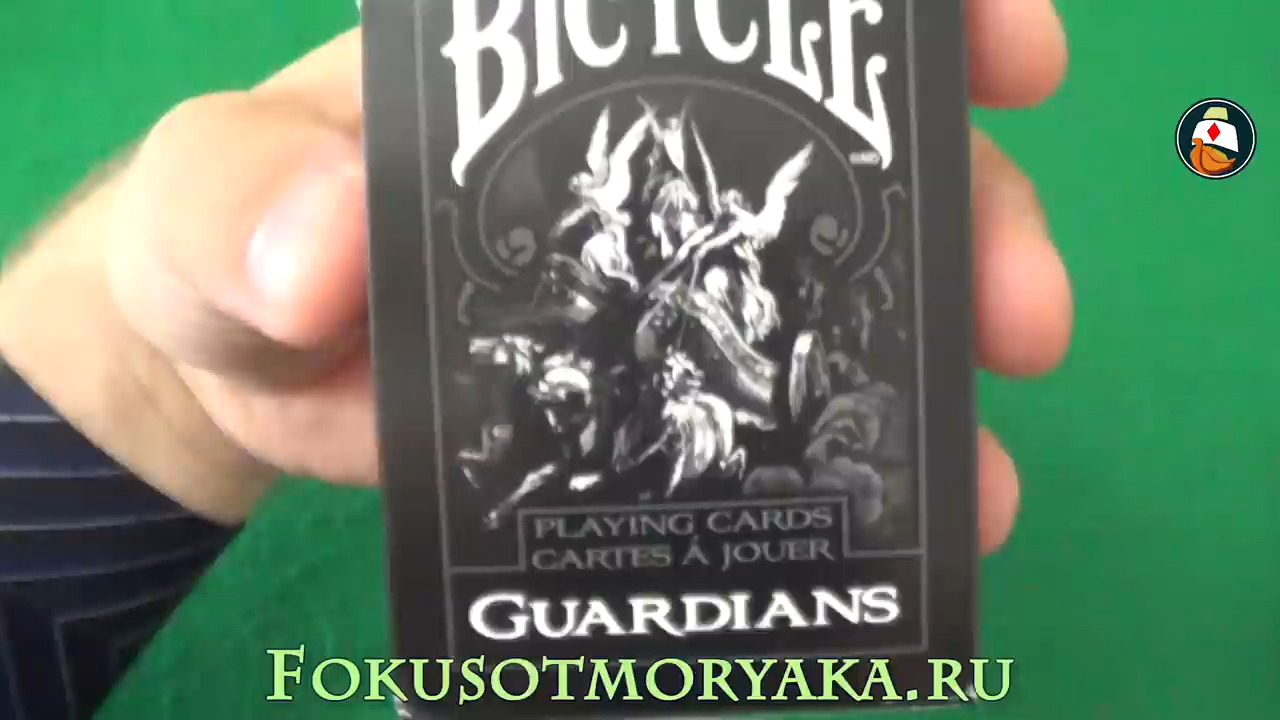 BICYCLE
PLAYING CARDS
CARTES À JOUER
GUARDIANS
FOKUSOTMORYAKA.RU